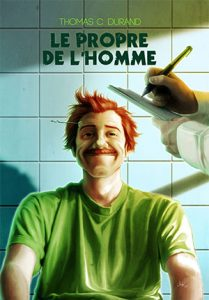 THOMAS C. DURAND
LE PROPRE
DE L'HOMME